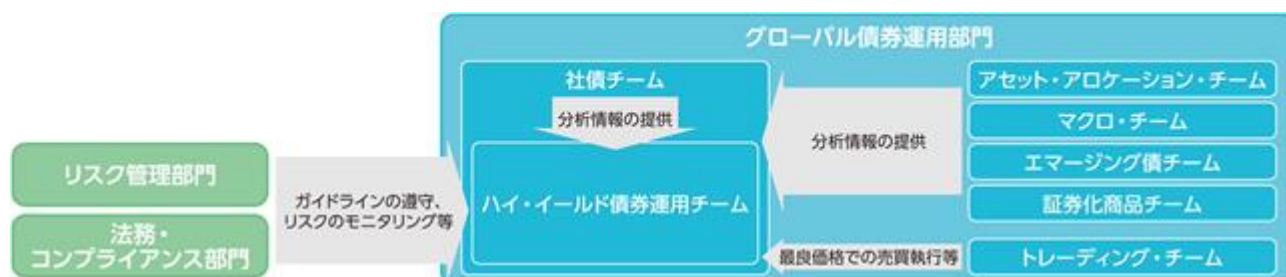 グローバル債券運用部門
社債チーム
分析情報の提供
ハイ・イールド債券運用チーム
分析情報の提供
アセット・アロケーション・チーム
マクロ・チーム
エマージング債チーム
証券化商品チーム
トレーディング・チーム
最良価格での売買執行等
リスク管理部門
法務・
コンプライアンス部門
ガイドラインの遵守、
リスクのモニタリング等